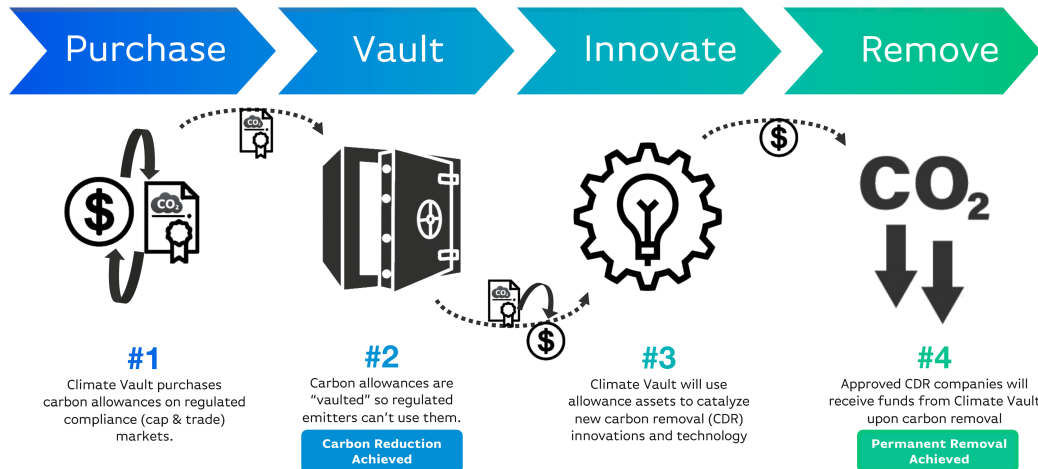 Purchase
Vault
Innovate
Remove
CO₂
$
$
CO₂
CO₂
$
$
CO₂
#1
Climate Vault purchases
carbon allowances on regulated
compliance (cap & trade)
markets.
#2
Carbon allowances are
“vaulted” so regulated
emitters can’t use them.
Carbon Reduction
Achieved
#3
Climate Vault will use
allowance assets to catalyze
new carbon removal (CDR)
innovations and technology
#4
Approved CDR companies will
receive funds from Climate Vault
upon carbon removal
Permanent Removal
Achieved